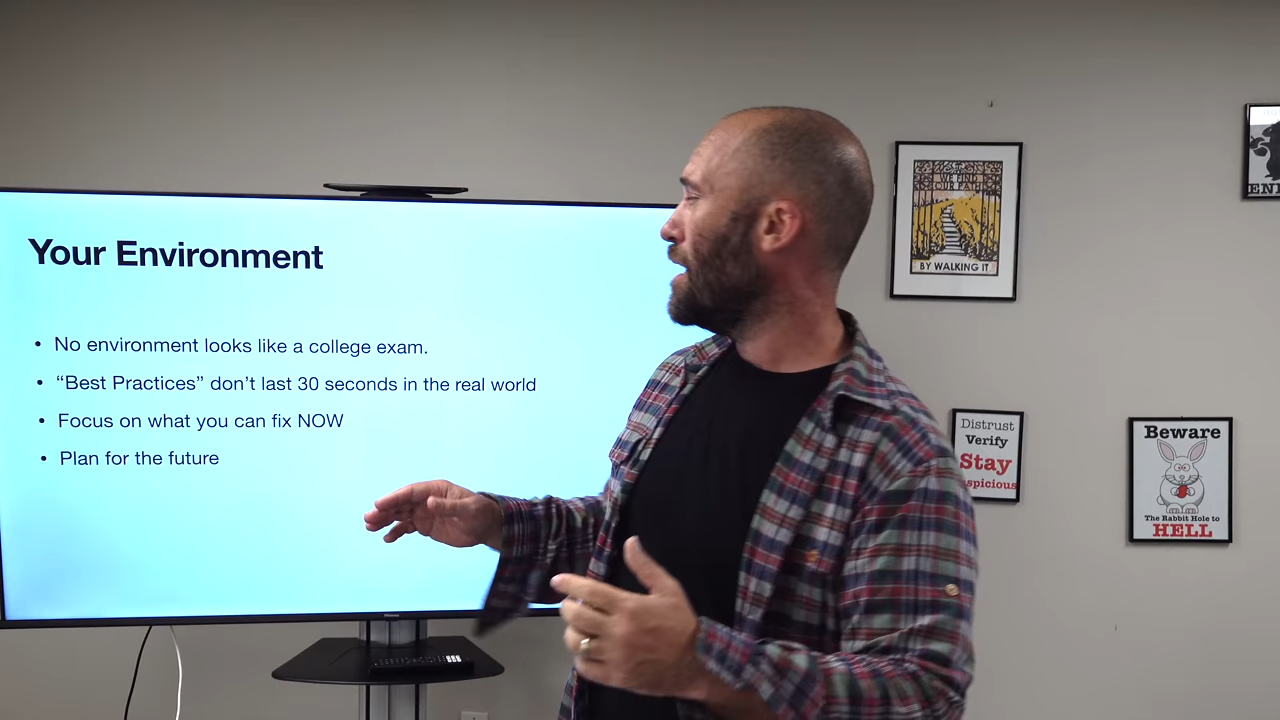 Your Environment
• No environment looks like a college exam.
• “Best Practices” don’t last 30 seconds in the real world
• Focus on what you can fix NOW
• Plan for the future
WE FIND
OUR PATH
BY WALKING IT
Distrust
Verify
Stay
spicious
Beware
The Rabbit Hole to
HELL
Hisense